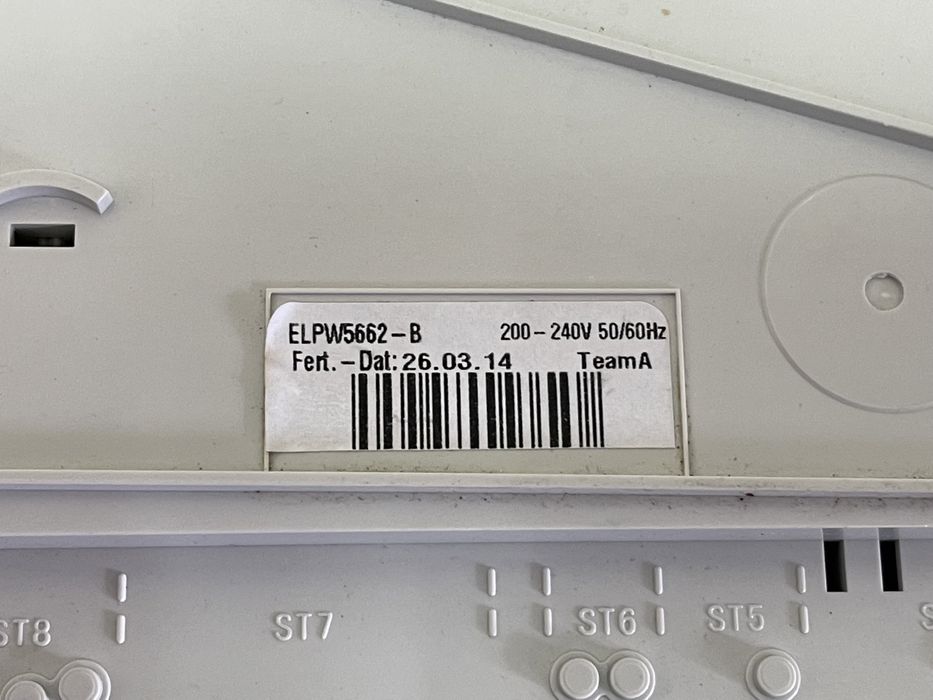 ELPW5662-B 200-240V 50/60Hz
Fert.-Dat: 26.03.14 TeamA
ST8 ST7 ST6 ST5